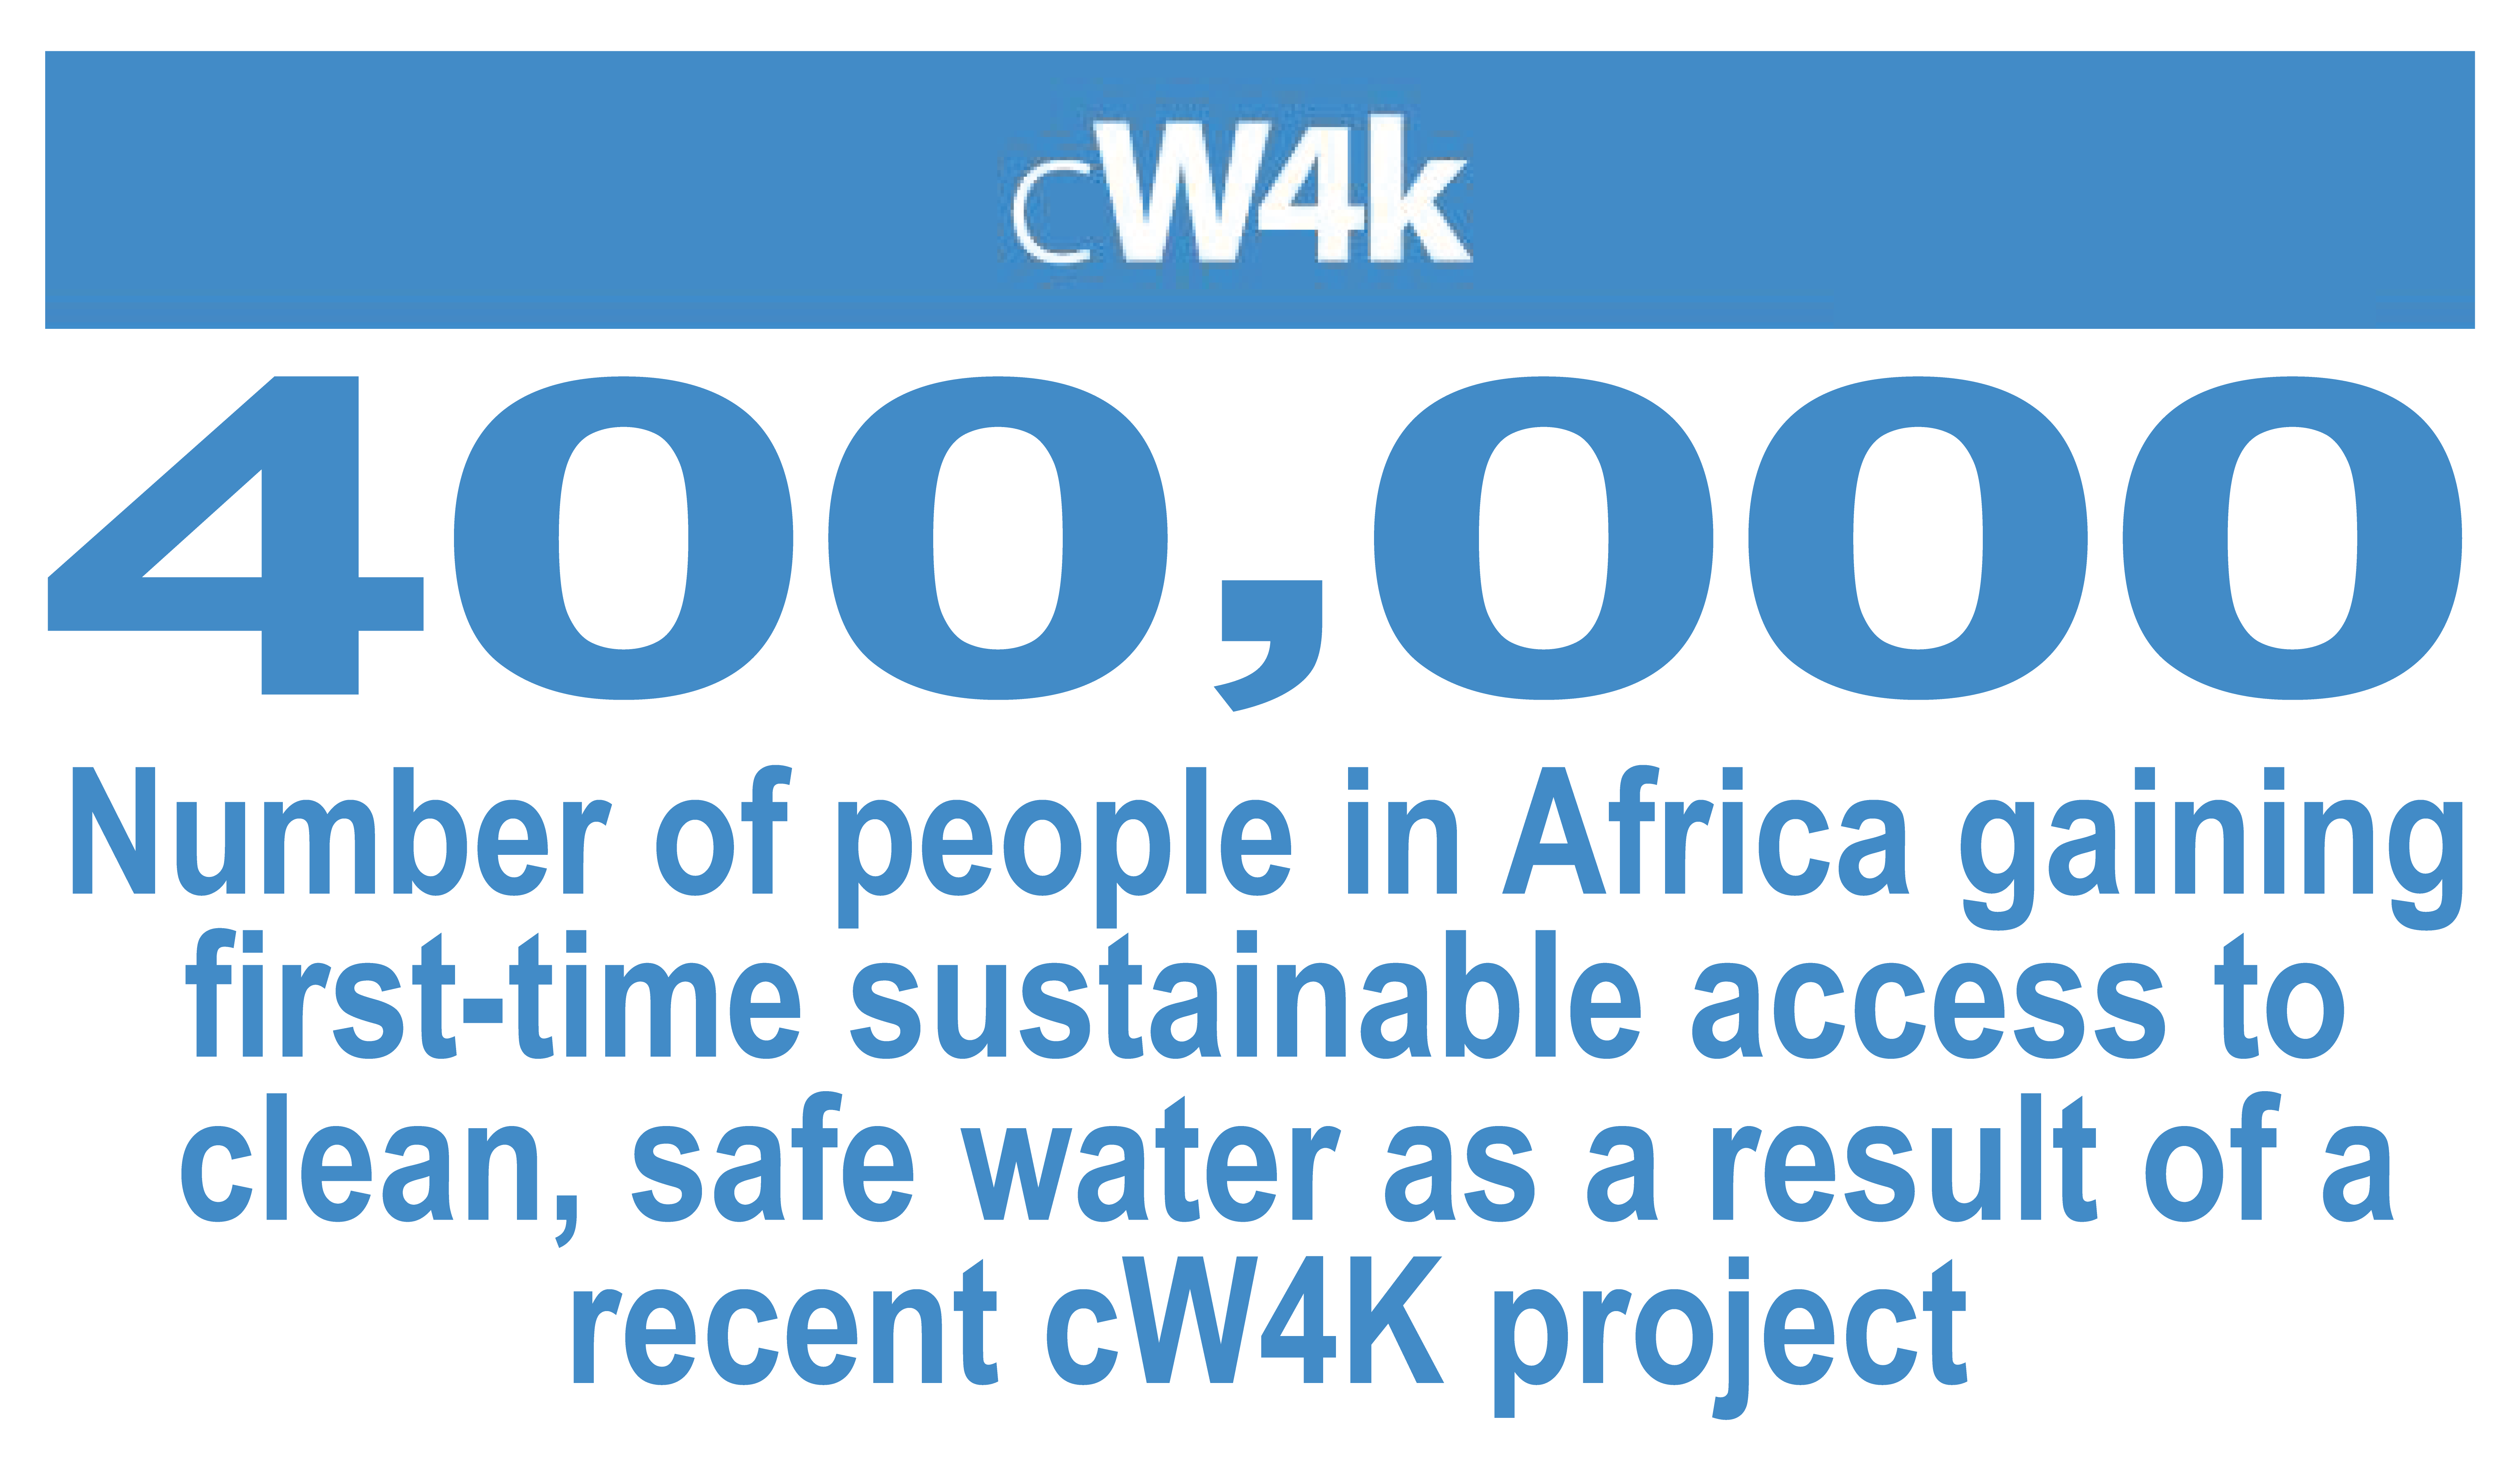 cW4k
400,000
Number of people in Africa gaining
first-time sustainable access to
clean, safe water as a result of a
recent cW4K project